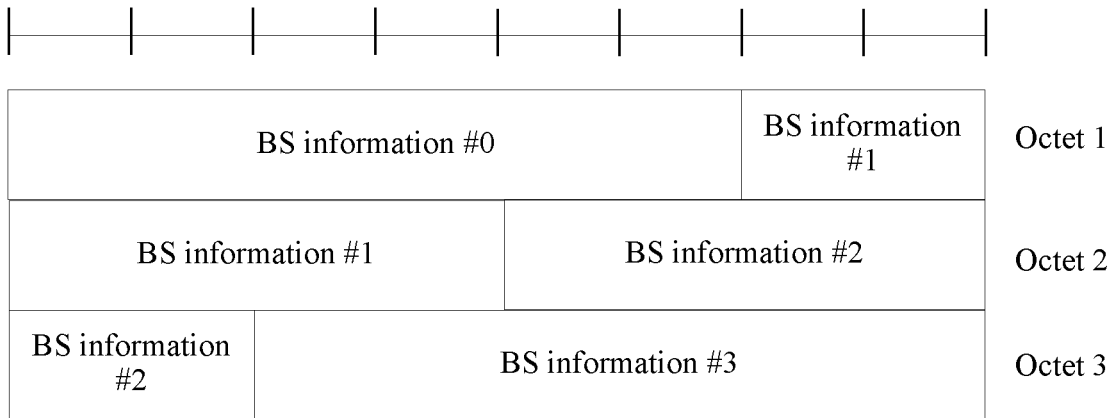 BS information #0
BS information
#1
Octet 1
BS information #1
BS information #2
Octet 2
BS information
#2
BS information #3
Octet 3